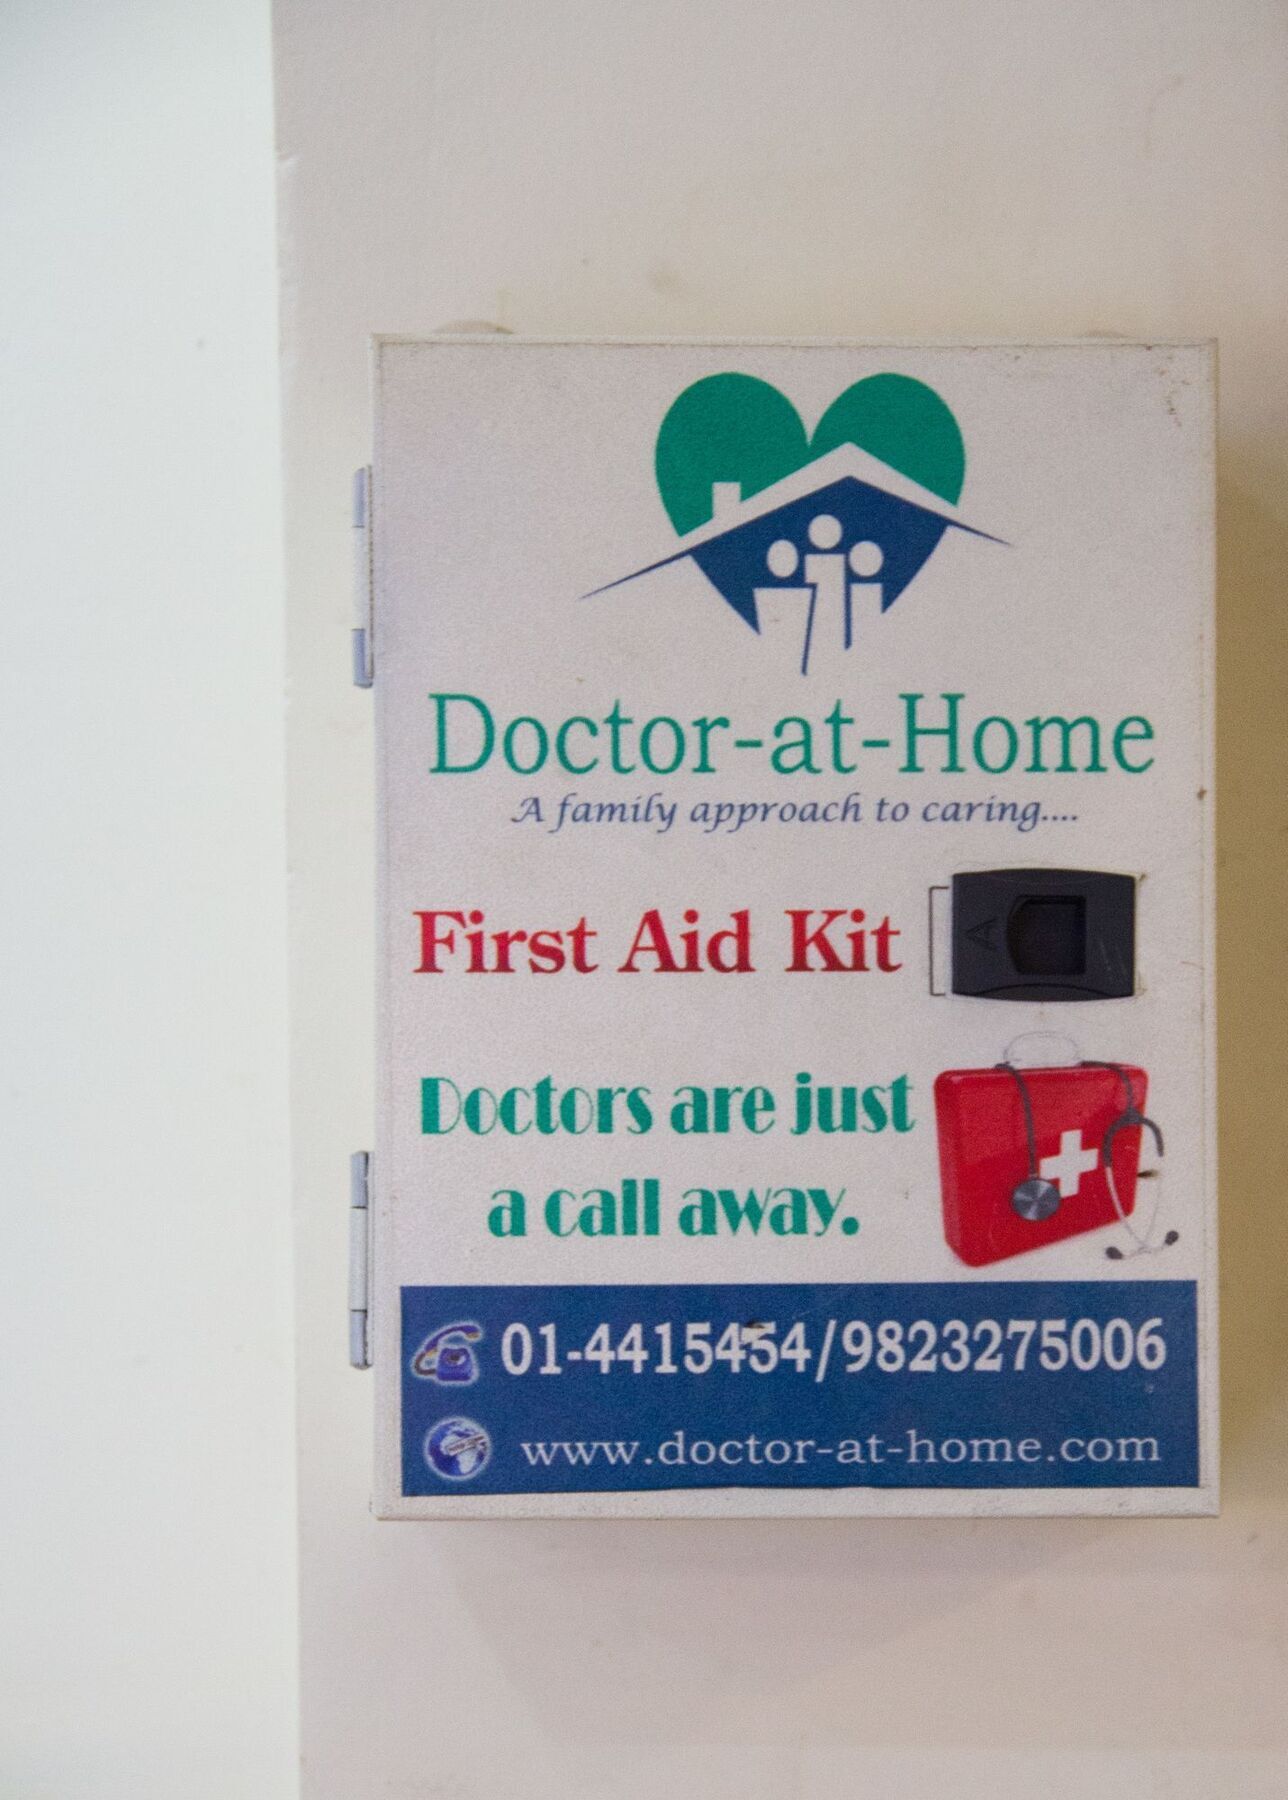 Doctor-at-Home
A family approach to caring....
First Aid Kit
Doctors are just
a call away.
01-4415454/9823275006
www.doctor-at-home.com